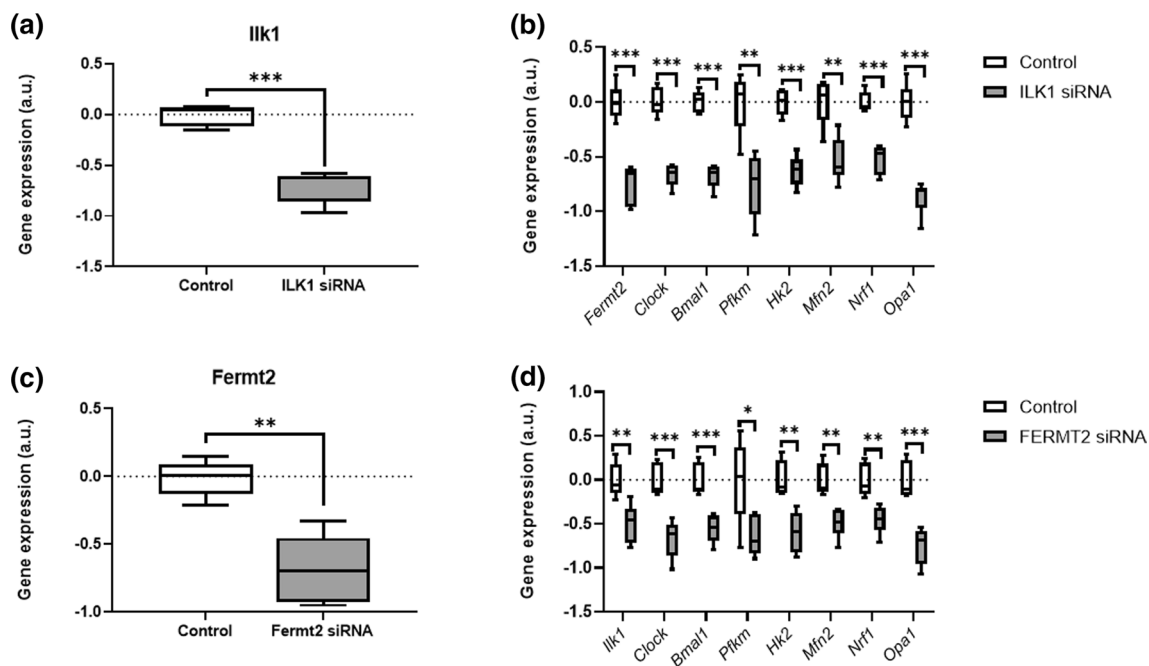 (a)
Ilk1
Gene expression (a.u.)
0.5
0.0
-0.5
-1.0
-1.5
***
Control
ILK1 siRNA
(b)
Gene expression (a.u.)
0.5
0.0
-0.5
-1.0
-1.5
*** *** *** ** *** ** *** ***
Fermt2
Clock
Bmal1
Pfkm
Hk2
Mfn2
Nrf1
Opa1
Control
ILK1 siRNA
(c)
Fermt2
Gene expression (a.u.)
0.5
0.0
-0.5
-1.0
**
Control
Fermt2 siRNA
(d)
Gene expression (a.u.)
1.0
0.5
0.0
-0.5
-1.0
-1.5
** *** *** * ** ** ** ***
Ilk1
Clock
Bmal1
Pfkm
Hk2
Mfn2
Nrf1
Opa1
Control
FERMT2 siRNA